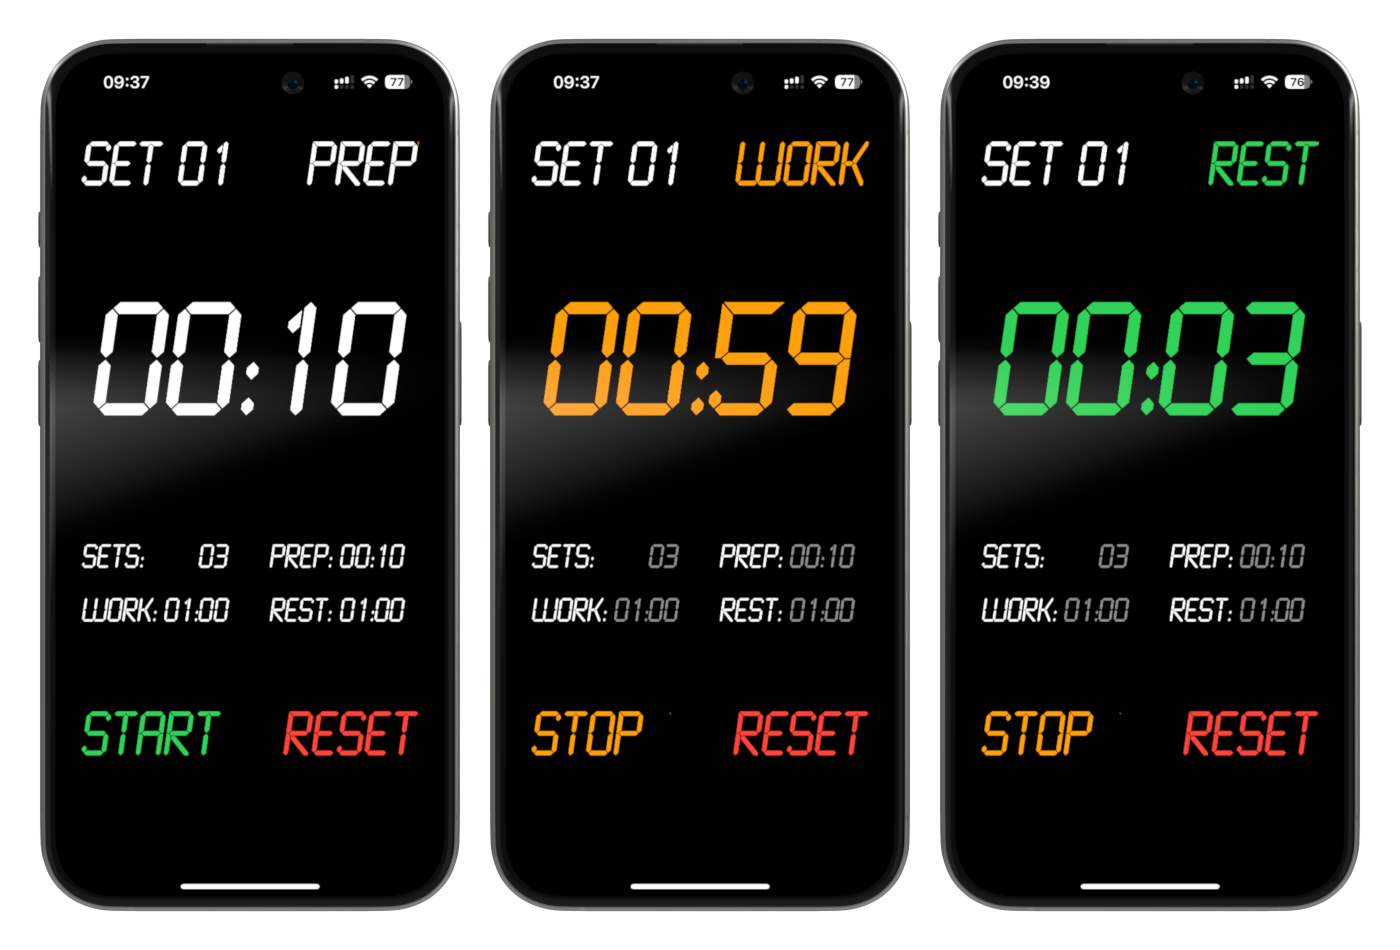 09:37 77
SET 01 PREP
00:10
SETS: 03 PREP: 00:10
WORK: 01:00 REST: 01:00
START RESET
09:37 77
SET 01 WORK
00:59
SETS: 03 PREP: 00:10
WORK: 01:00 REST: 01:00
STOP RESET
09:39 76
SET 01 REST
00:03
SETS: 03 PREP: 00:10
WORK: 01:00 REST: 01:00
STOP RESET